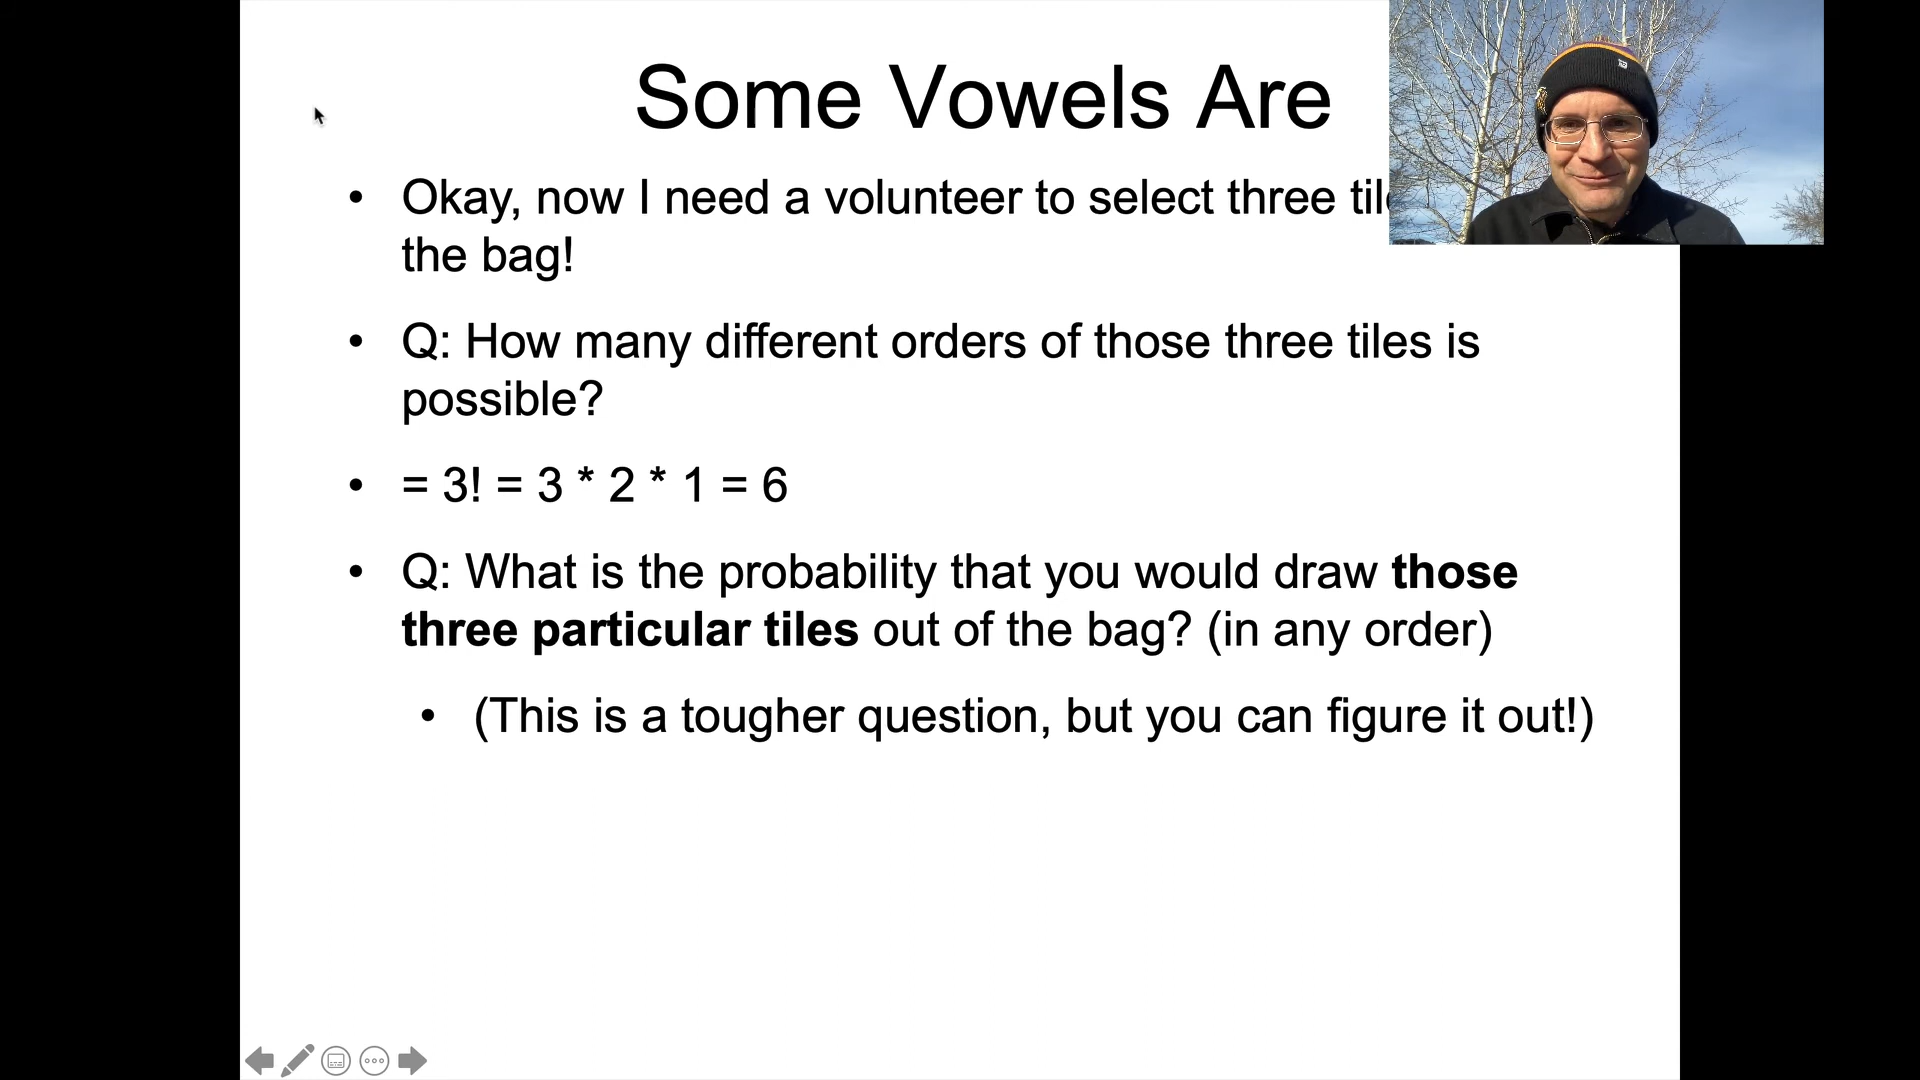 Some Vowels Are
• Okay, now I need a volunteer to select three
the bag!
• Q: How many different orders of those three tiles is
possible?
• = 3! = 3 * 2 * 1 = 6
• Q: What is the probability that you would draw those
three particular tiles out of the bag? (in any order)
• (This is a tougher question, but you can figure it out!)